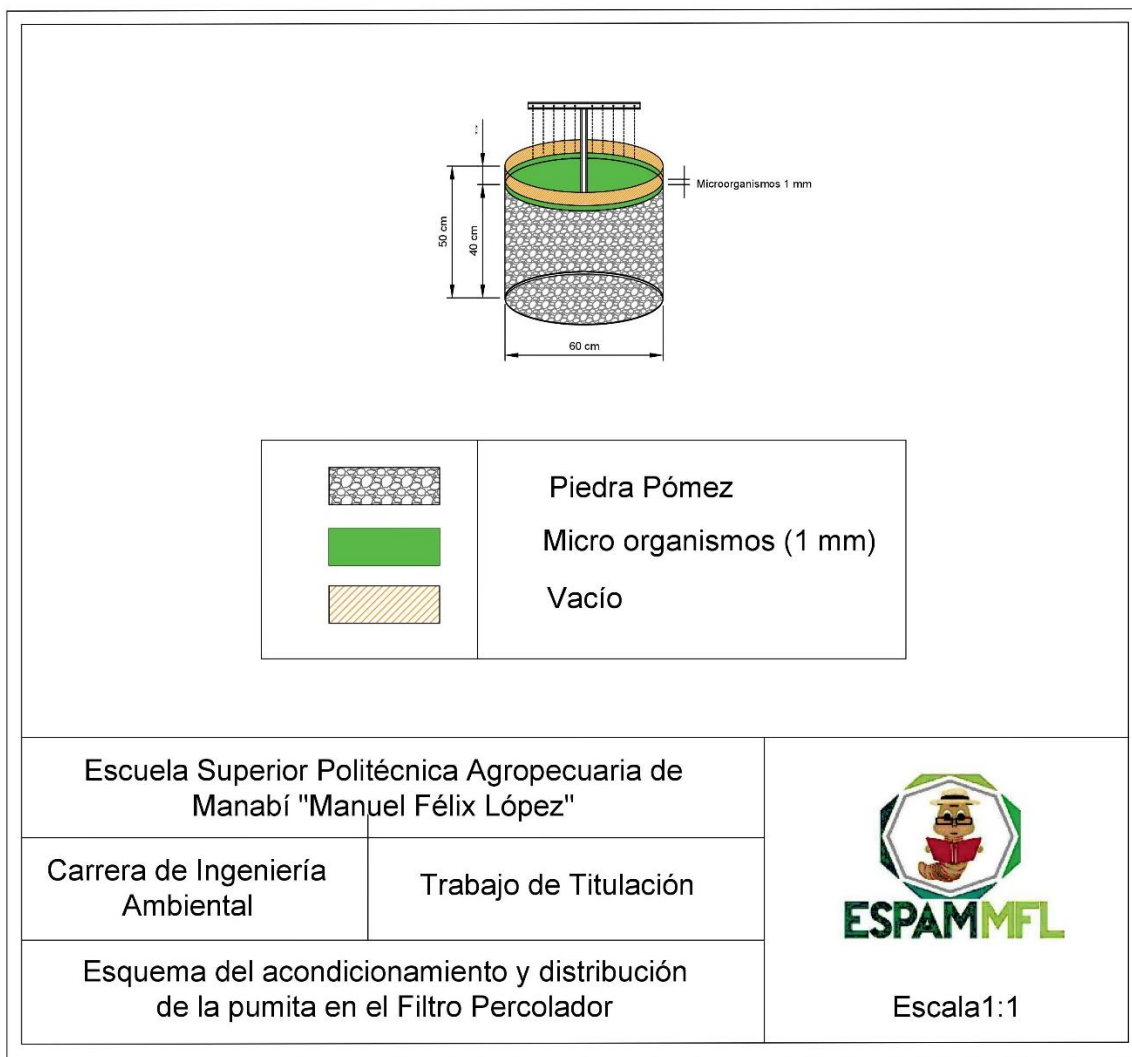 Microorganismos 1 mm
50 cm
40 cm
60 cm
Piedra Pómez
Micro organismos (1 mm)
Vacío
Escuela Superior Politécnica Agropecuaria de
Manabí "Manuel Félix López"
Carrera de Ingeniería
Ambiental
Trabajo de Titulación
Esquema del acondicionamiento y distribución
de la pumita en el Filtro Percolador
ESPAMMFL
Escala1:1